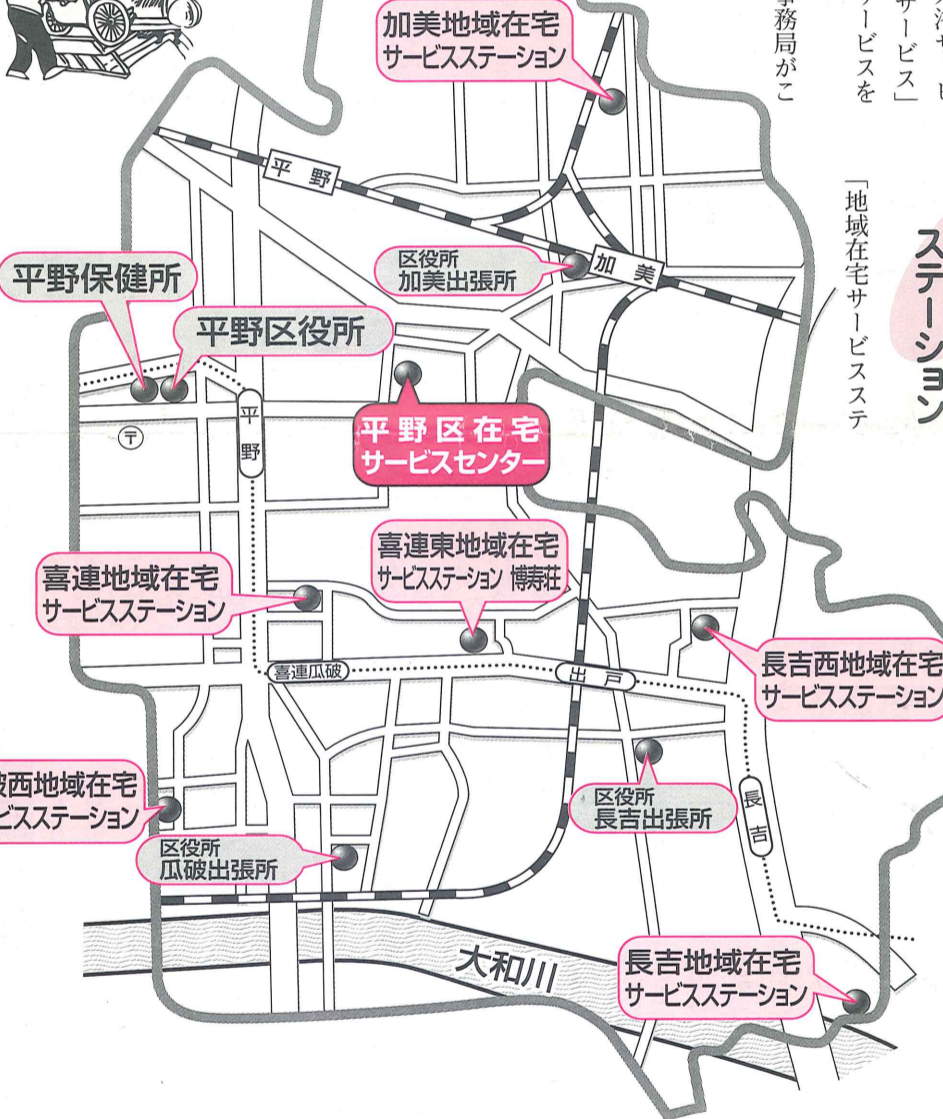 サービス」
サービスを
事務局がこ
ステーション
「地域在宅サービスステ
加美地域在宅
サービスステーション
平野
区役所
加美出張所
加美
平野保健所
平野区役所
〒
平野
平野区在宅
サービスセンター
喜連東地域在宅
サービスステーション 博寿荘
喜連地域在宅
サービスステーション
喜連瓜破
出戸
長吉西地域在宅
サービスステーション
破西地域在宅
ビスステーション
区役所
瓜破出張所
区役所
長吉出張所
長吉
大和川
長吉地域在宅
サービスステーション